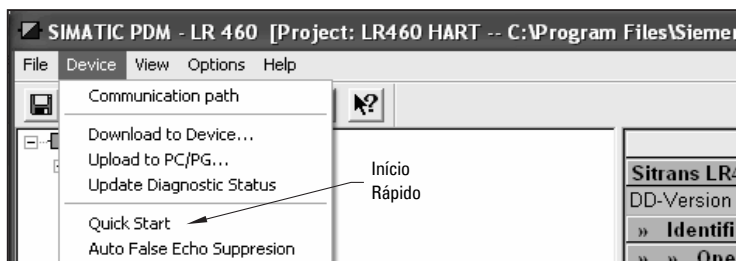 SIMATIC PDM - LR 460 [Project: LR460 HART -- C:\Program Files\Siemen
File Device View Options Help
Communication path
Download to Device...
Upload to PC/PG...
Update Diagnostic Status
Quick Start
Auto False Echo Suppresion
Início
Rápido
Sitrans LR4
DD-Version
» Identifi
» » Ope